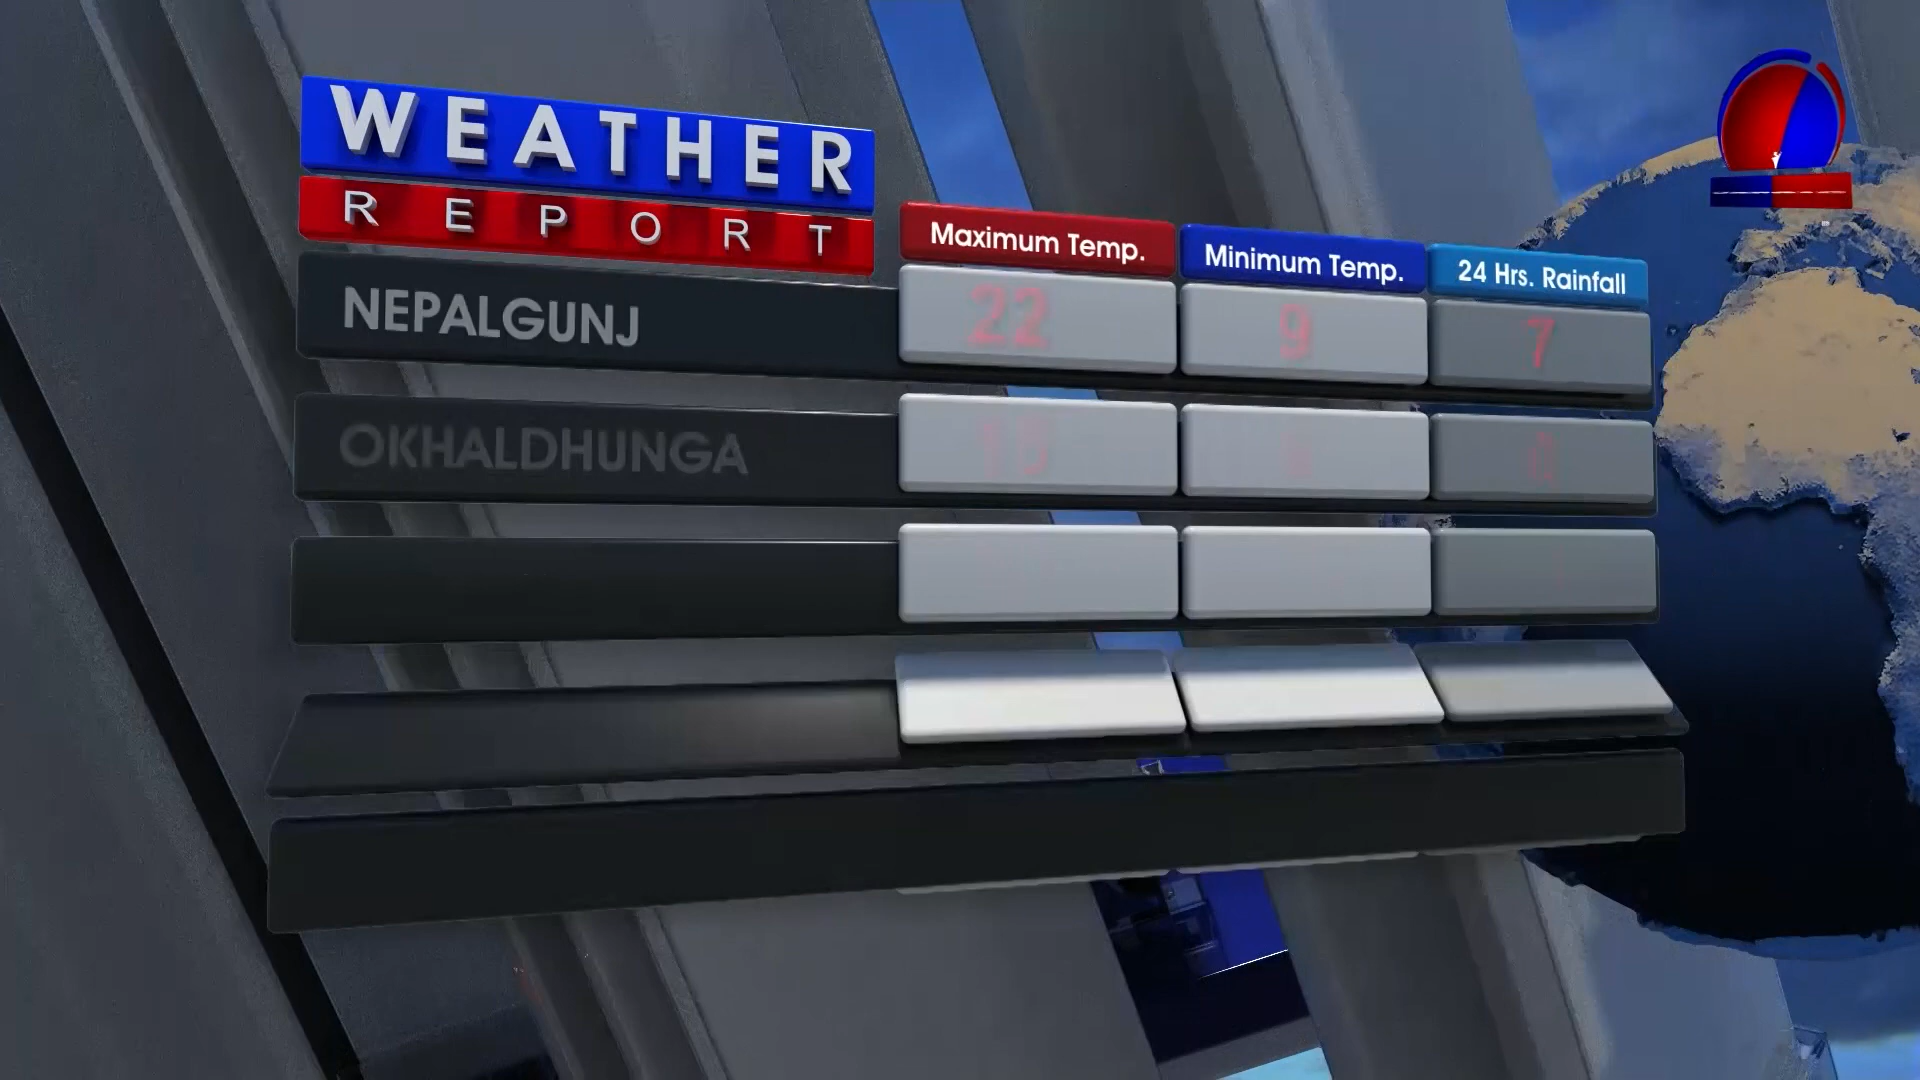 WEATHER
REPORT
Maximum Temp. Minimum Temp. 24 Hrs. Rainfall
NEPALGUNJ 22 9 7
OKHALDHUNGA